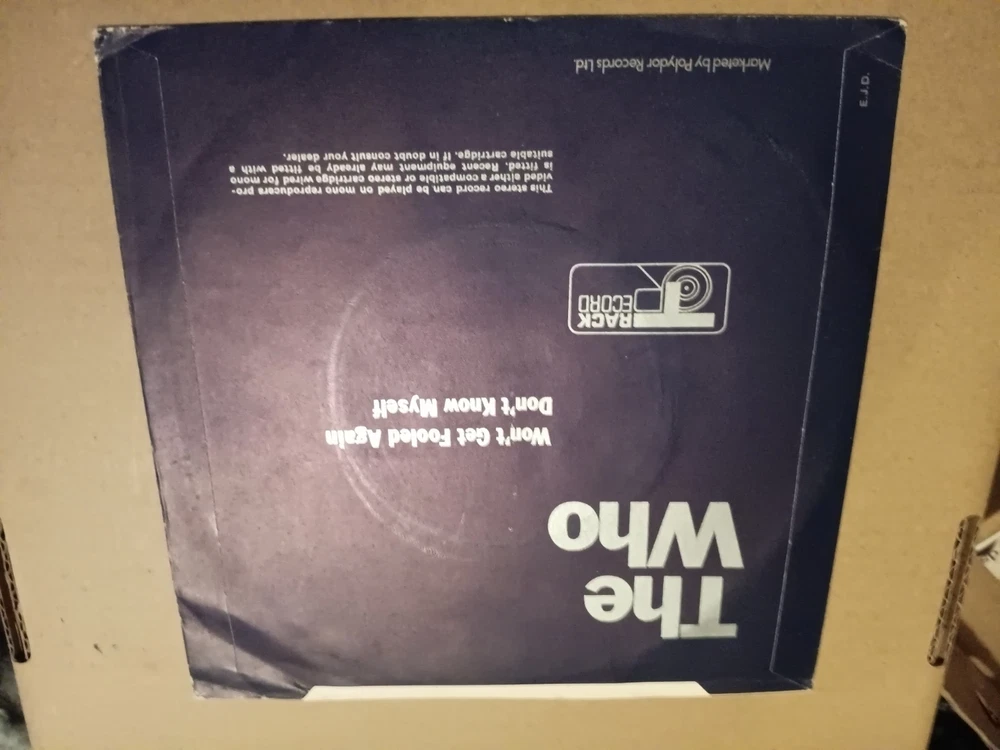 The
Who
Won't Get Fooled Again
Don't Know Myself
TRACK
RECORD
This stereo record can be played on mono reproducers pro-
vided either a compatible or stereo cartridge wired for mono
is fitted. Recent equipment may already be fitted with a
suitable cartridge. If in doubt consult your dealer.
Marketed by Polydor Records Ltd.
E.J.D.